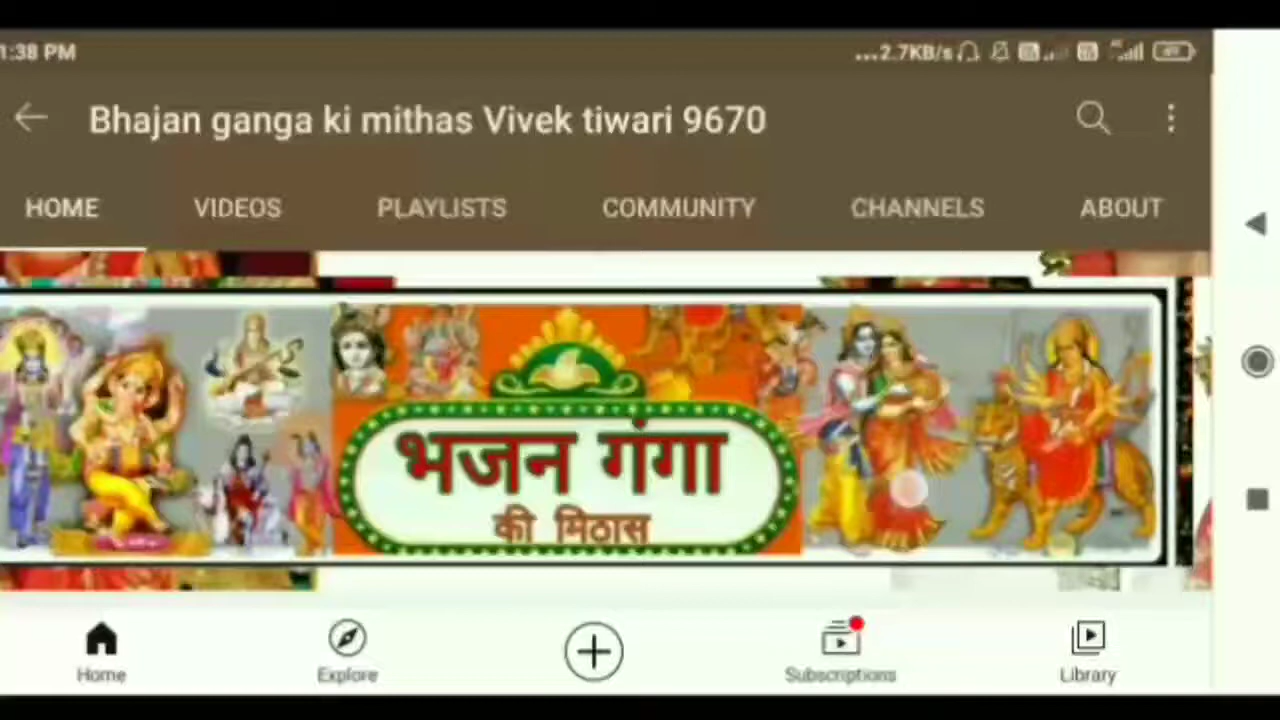 1:38 PM
...2.7KB/s
Bhajan ganga ki mithas Vivek tiwari 9670
HOME VIDEOS PLAYLISTS COMMUNITY CHANNELS ABOUT
भजन गंगा
की मिठास
Home Explore Subscriptions Library